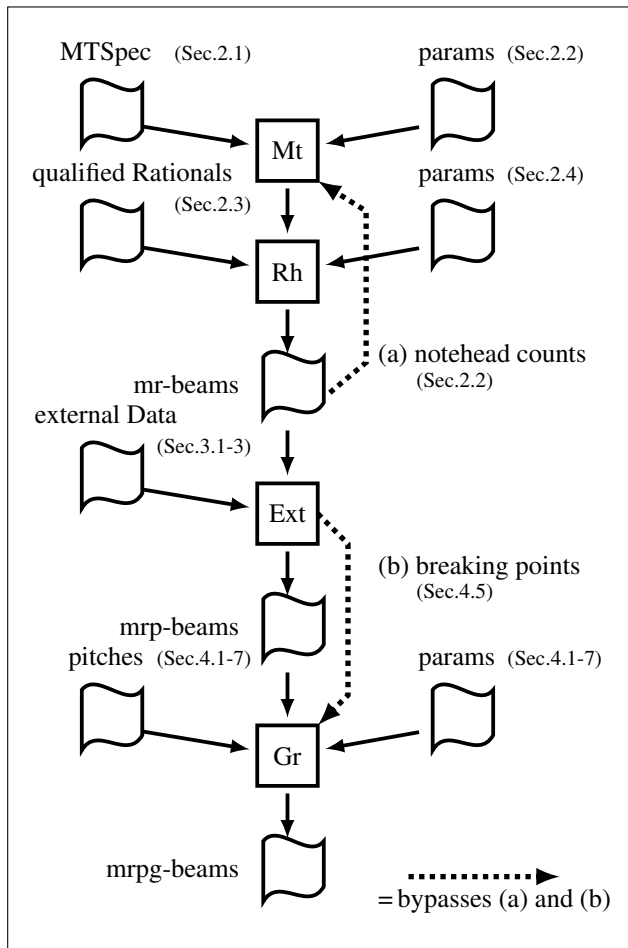 MTSpec (Sec.2.1)
params (Sec.2.2)
Mt
qualified Rationals
(Sec.2.3)
params (Sec.2.4)
Rh
(a) notehead counts
(Sec.2.2)
mr-beams
external Data
(Sec.3.1-3)
Ext
(b) breaking points
(Sec.4.5)
mrp-beams
pitches (Sec.4.1-7)
params (Sec.4.1-7)
Gr
mrpg-beams
= bypasses (a) and (b)